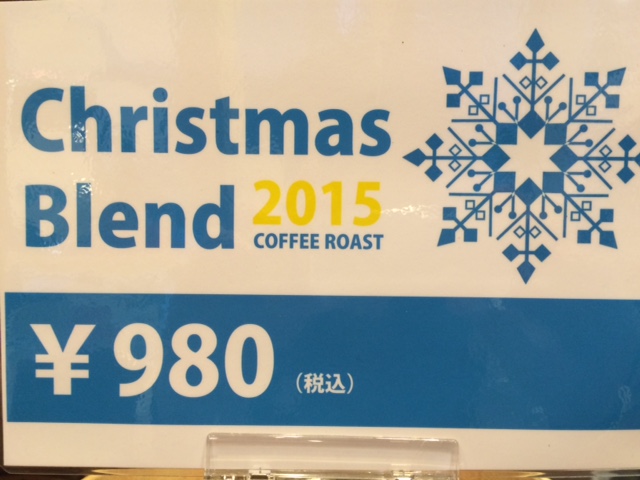 Christmas
Blend 2015
COFFEE ROAST
¥980 (税込)